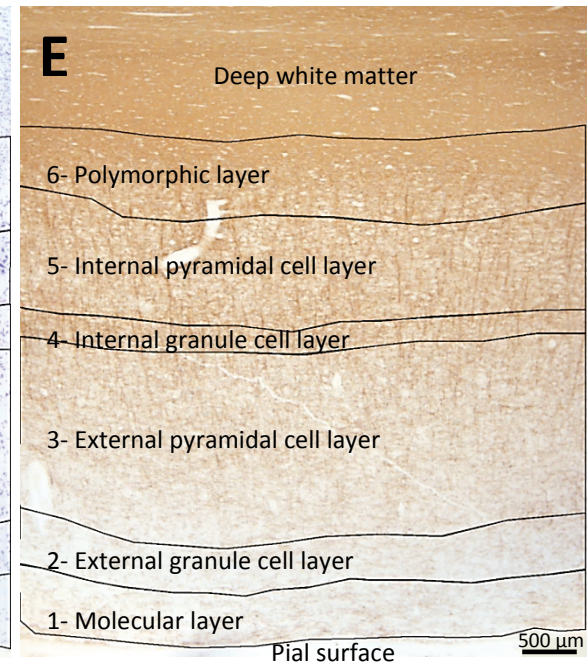 E
Deep white matter
6- Polymorphic layer
5- Internal pyramidal cell layer
4- Internal granule cell layer
3- External pyramidal cell layer
2- External granule cell layer
1- Molecular layer
500 µm
Pial surface